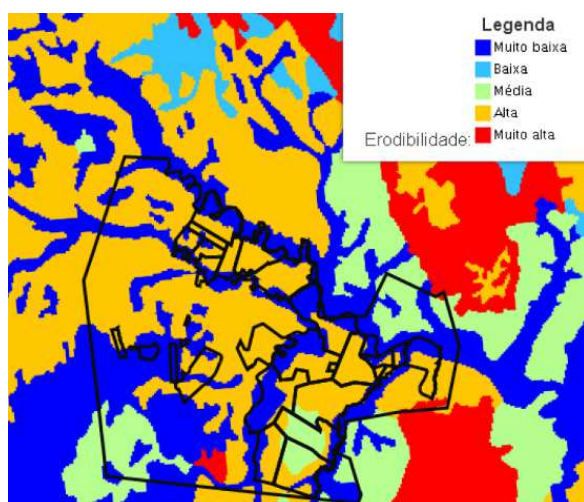 Legenda
Muito baixa
Baixa
Média
Alta
Erodibilidade: Muito alta